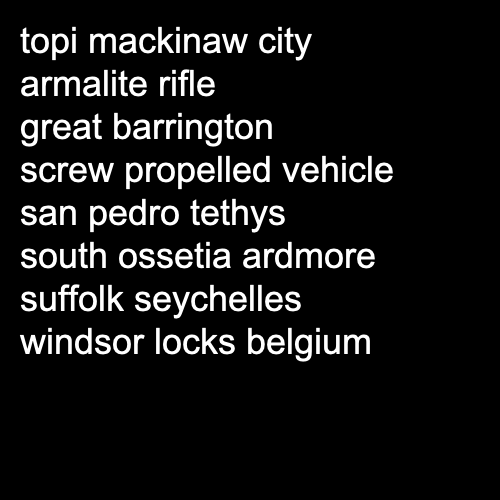 topi mackinaw city
armalite rifle
great barrington
screw propelled vehicle
san pedro tethys
south ossetia ardmore
suffolk seychelles
windsor locks belgium